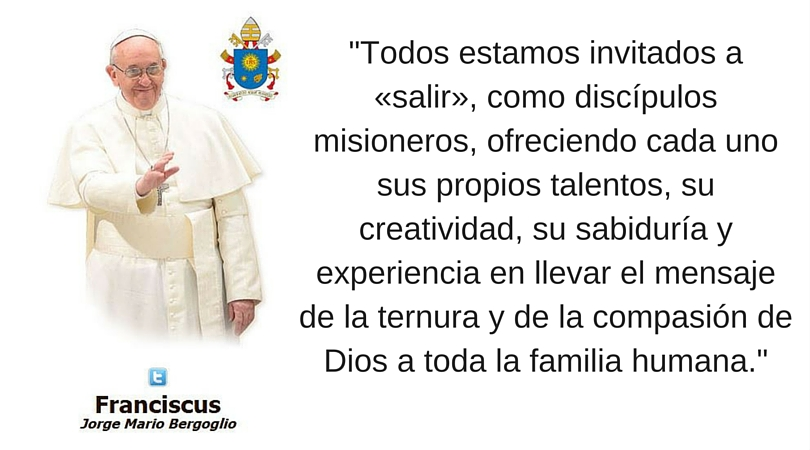 "Todos estamos invitados a
«salir», como discípulos
misioneros, ofreciendo cada uno
sus propios talentos, su
creatividad, su sabiduría y
experiencia en llevar el mensaje
de la ternura y de la compasión de
Dios a toda la familia humana."
Franciscus
Jorge Mario Bergoglio